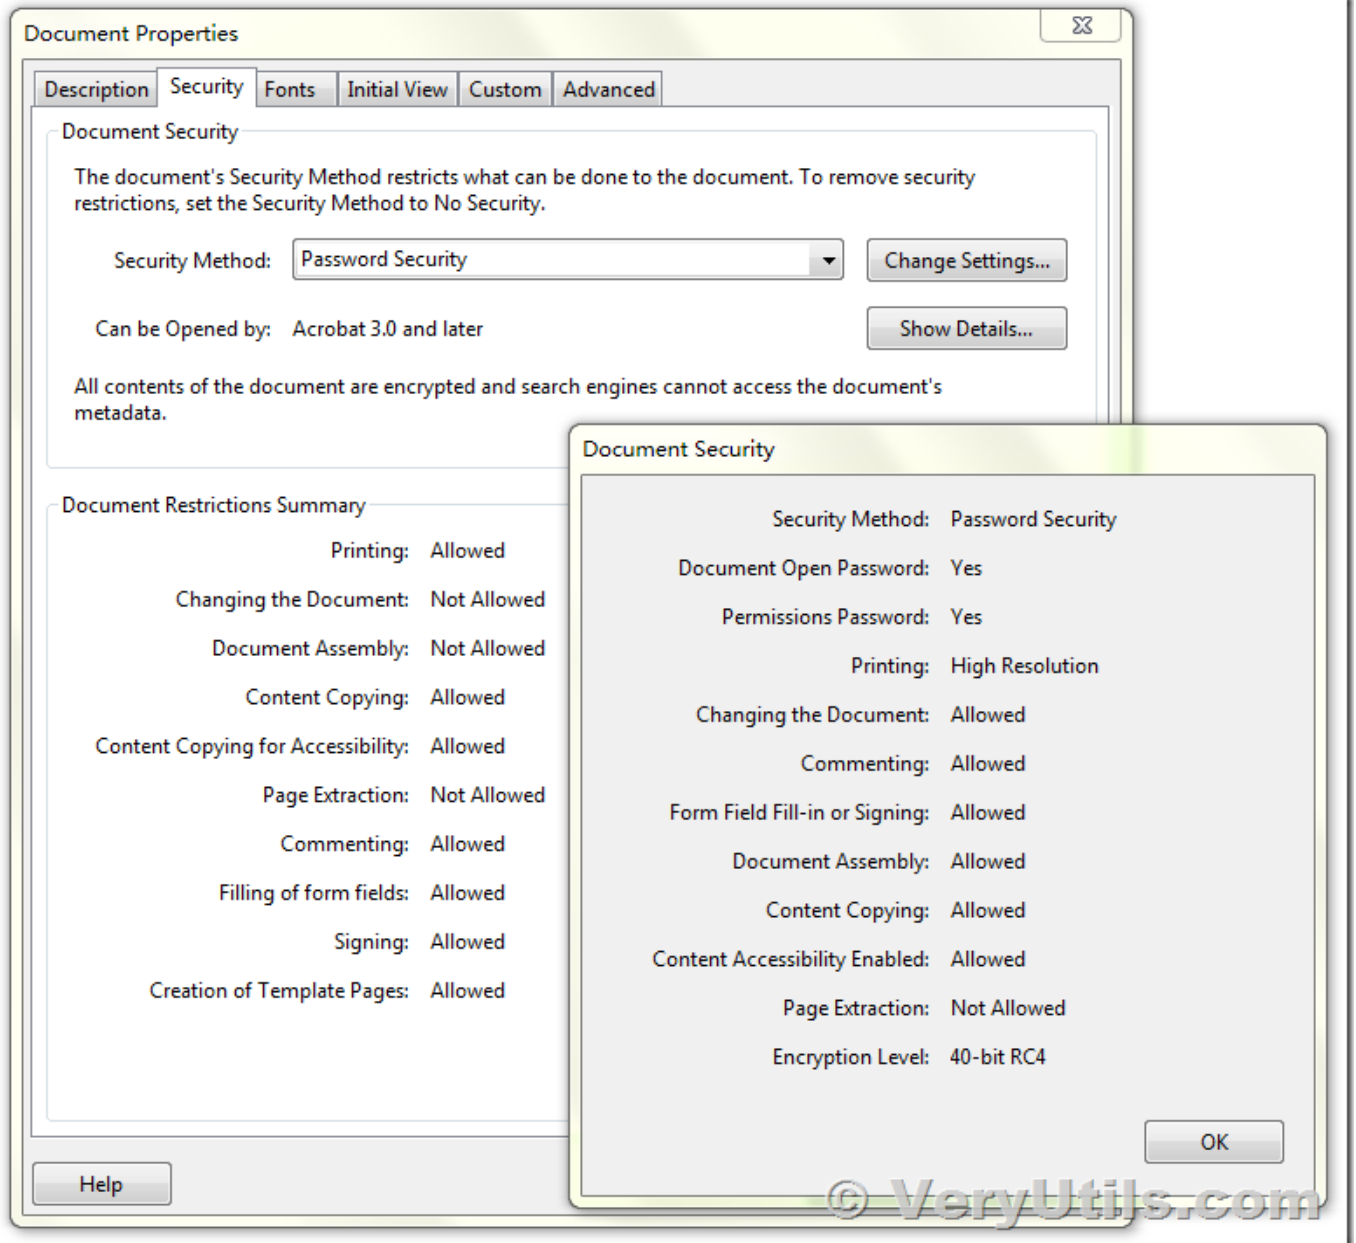 Document Properties
Description Security Fonts Initial View Custom Advanced
Document Security
The document's Security Method restricts what can be done to the document. To remove security
restrictions, set the Security Method to No Security.
Security Method: Password Security Change Settings...
Can be Opened by: Acrobat 3.0 and later Show Details...
All contents of the document are encrypted and search engines cannot access the document's
metadata.
Document Restrictions Summary
Printing: Allowed
Changing the Document: Not Allowed
Document Assembly: Not Allowed
Content Copying: Allowed
Content Copying for Accessibility: Allowed
Page Extraction: Not Allowed
Commenting: Allowed
Filling of form fields: Allowed
Signing: Allowed
Creation of Template Pages: Allowed
Help
Document Security
Security Method: Password Security
Document Open Password: Yes
Permissions Password: Yes
Printing: High Resolution
Changing the Document: Allowed
Commenting: Allowed
Form Field Fill-in or Signing: Allowed
Document Assembly: Allowed
Content Copying: Allowed
Content Accessibility Enabled: Allowed
Page Extraction: Not Allowed
Encryption Level: 40-bit RC4
OK
© VeryUtils.com